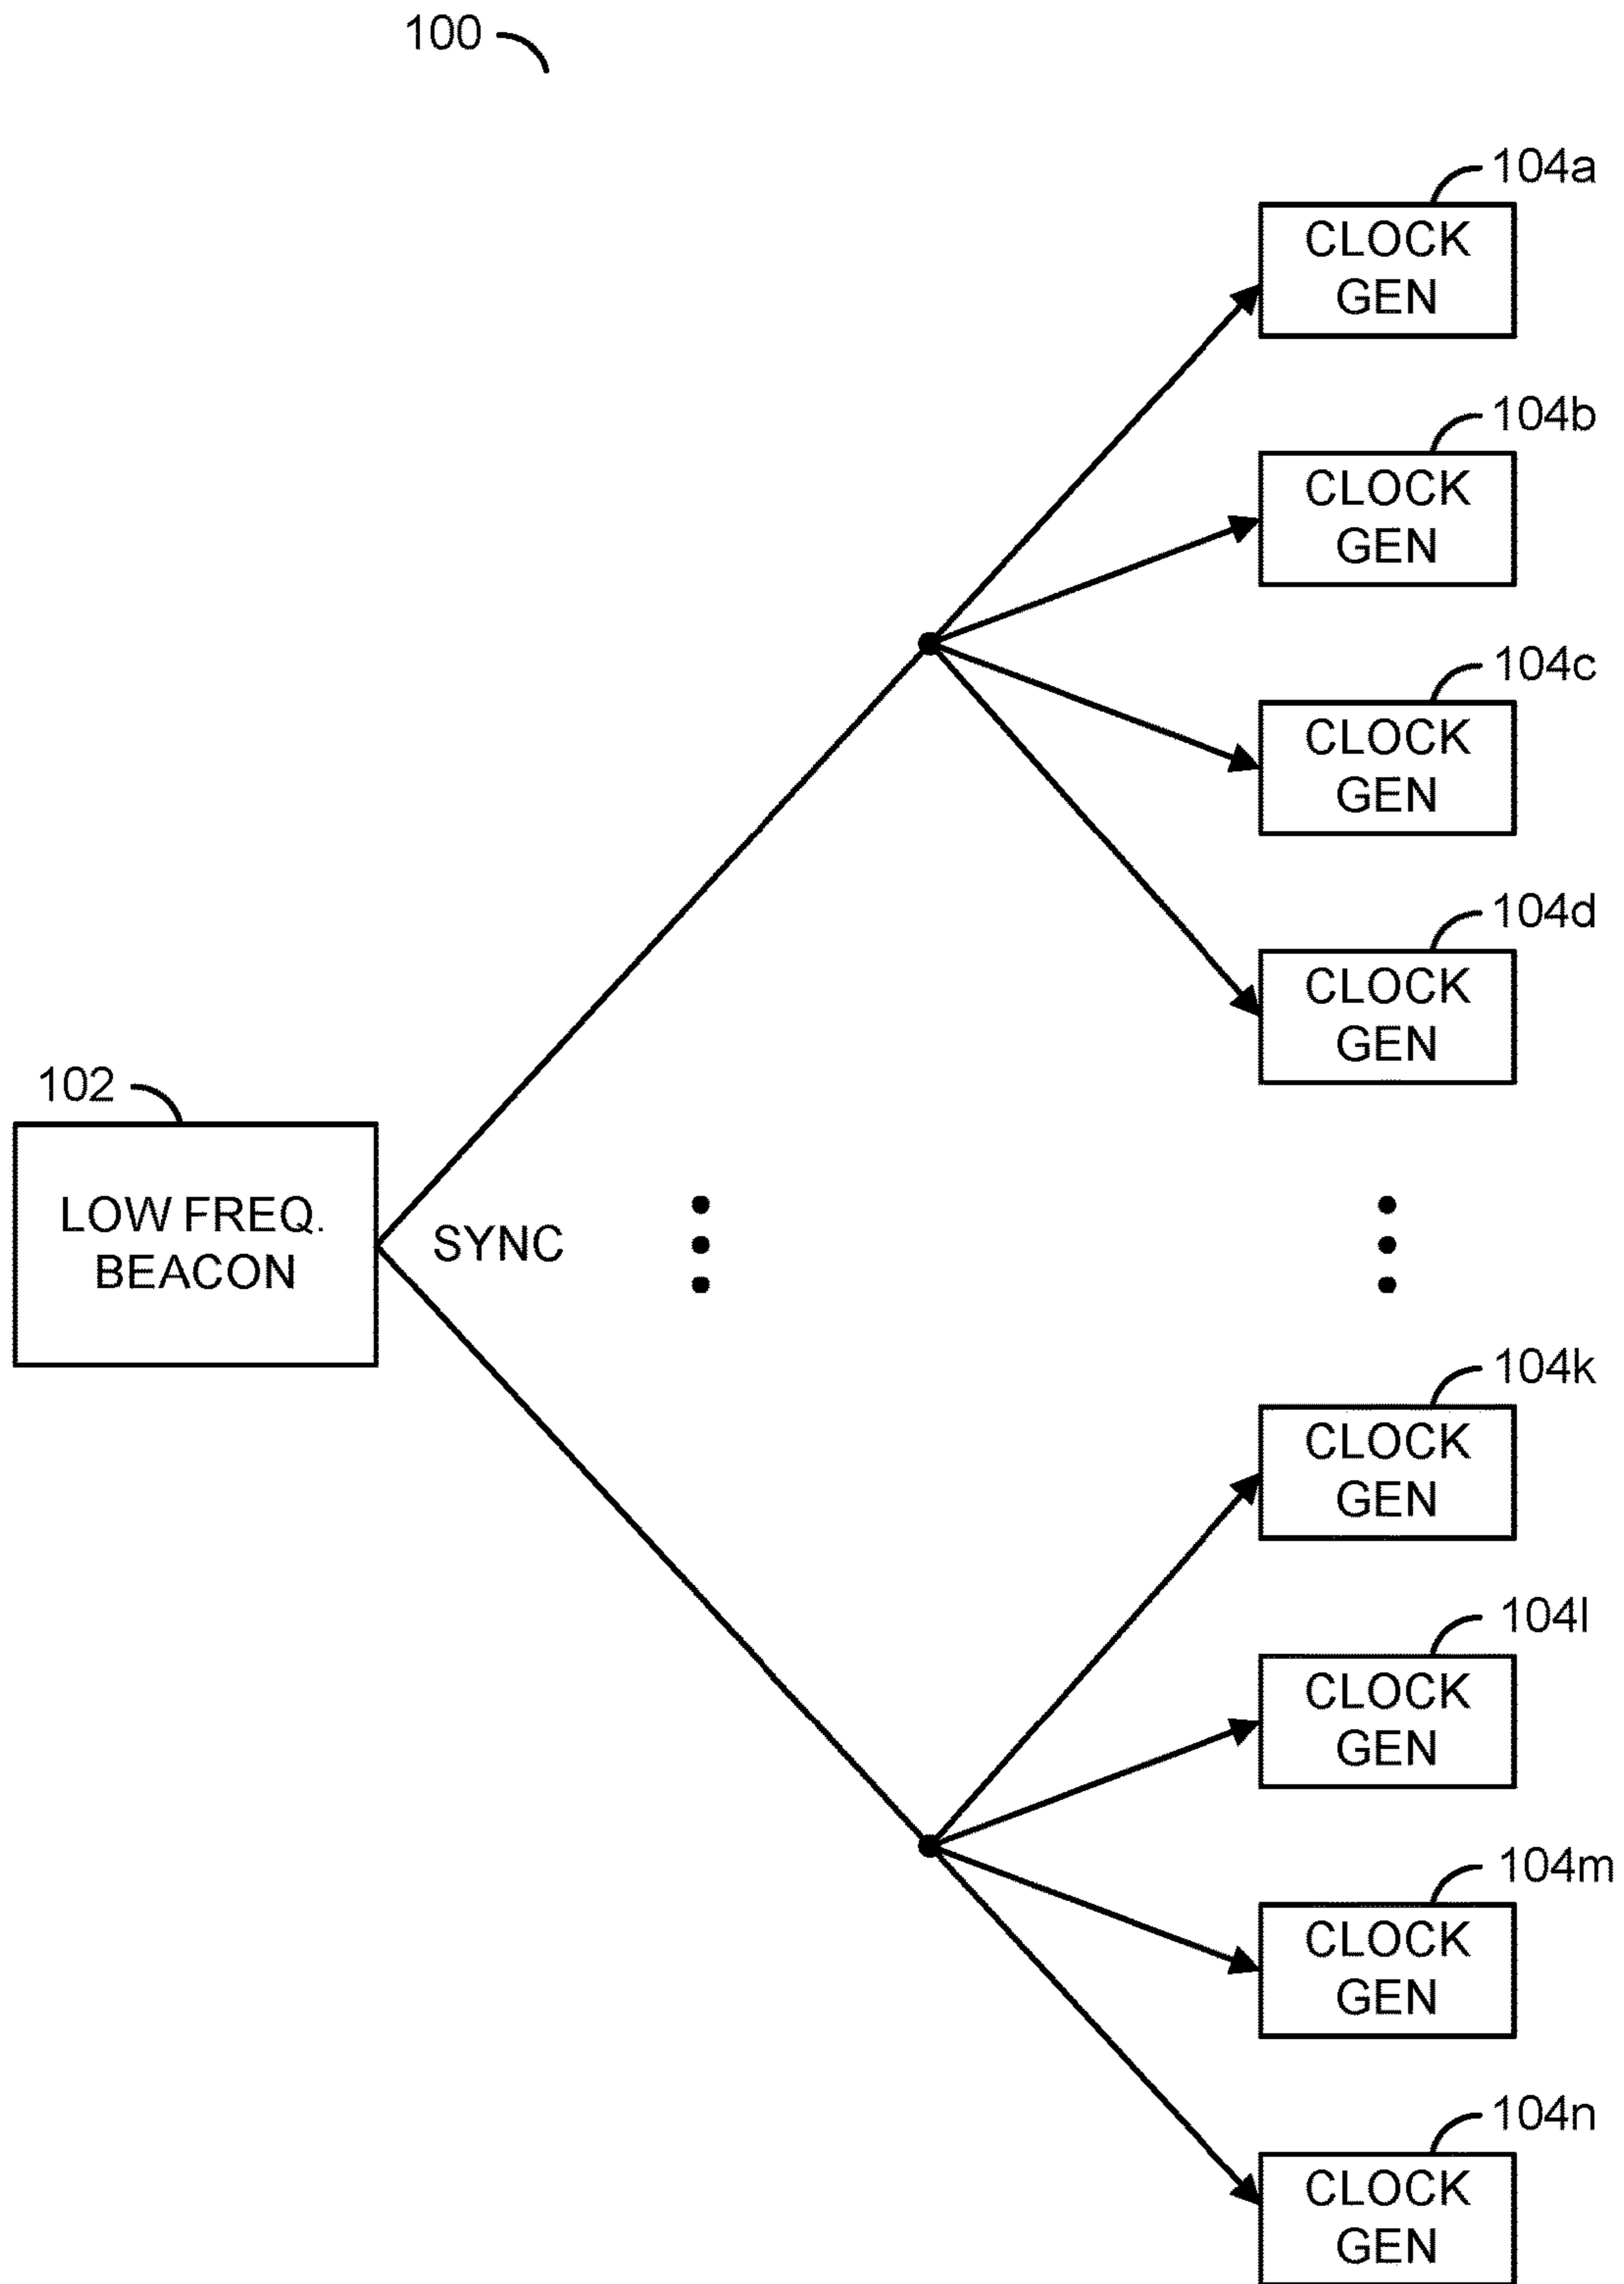 100
104a
CLOCK
GEN
104b
CLOCK
GEN
104c
CLOCK
GEN
104d
CLOCK
GEN
102
LOW FREQ.
BEACON
SYNC
104k
CLOCK
GEN
104l
CLOCK
GEN
104m
CLOCK
GEN
104n
CLOCK
GEN